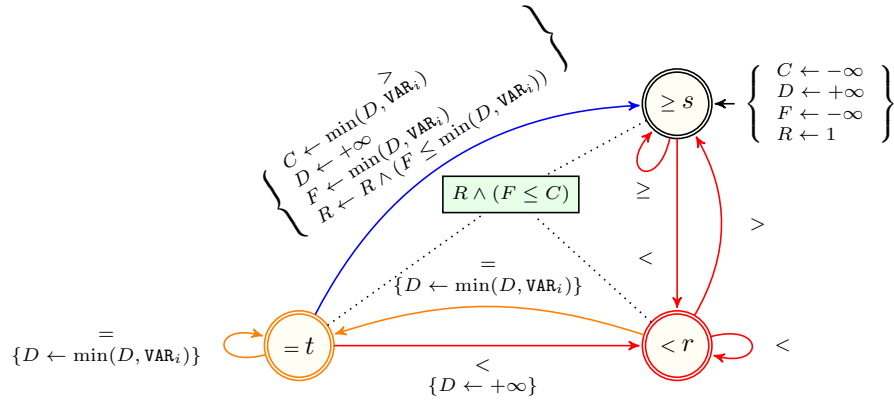 >
C ← min(D, VAR_i)
D ← +∞
F ← min(D, VAR_i)
R ← R ∧ (F ≤ min(D, VAR_i))
≥ s
C ← −∞
D ← +∞
F ← −∞
R ← 1
≥
R ∧ (F ≤ C)
>
<
=
{D ← min(D, VAR_i)}
=
{D ← min(D, VAR_i)}
= t
< r
<
<
{D ← +∞}